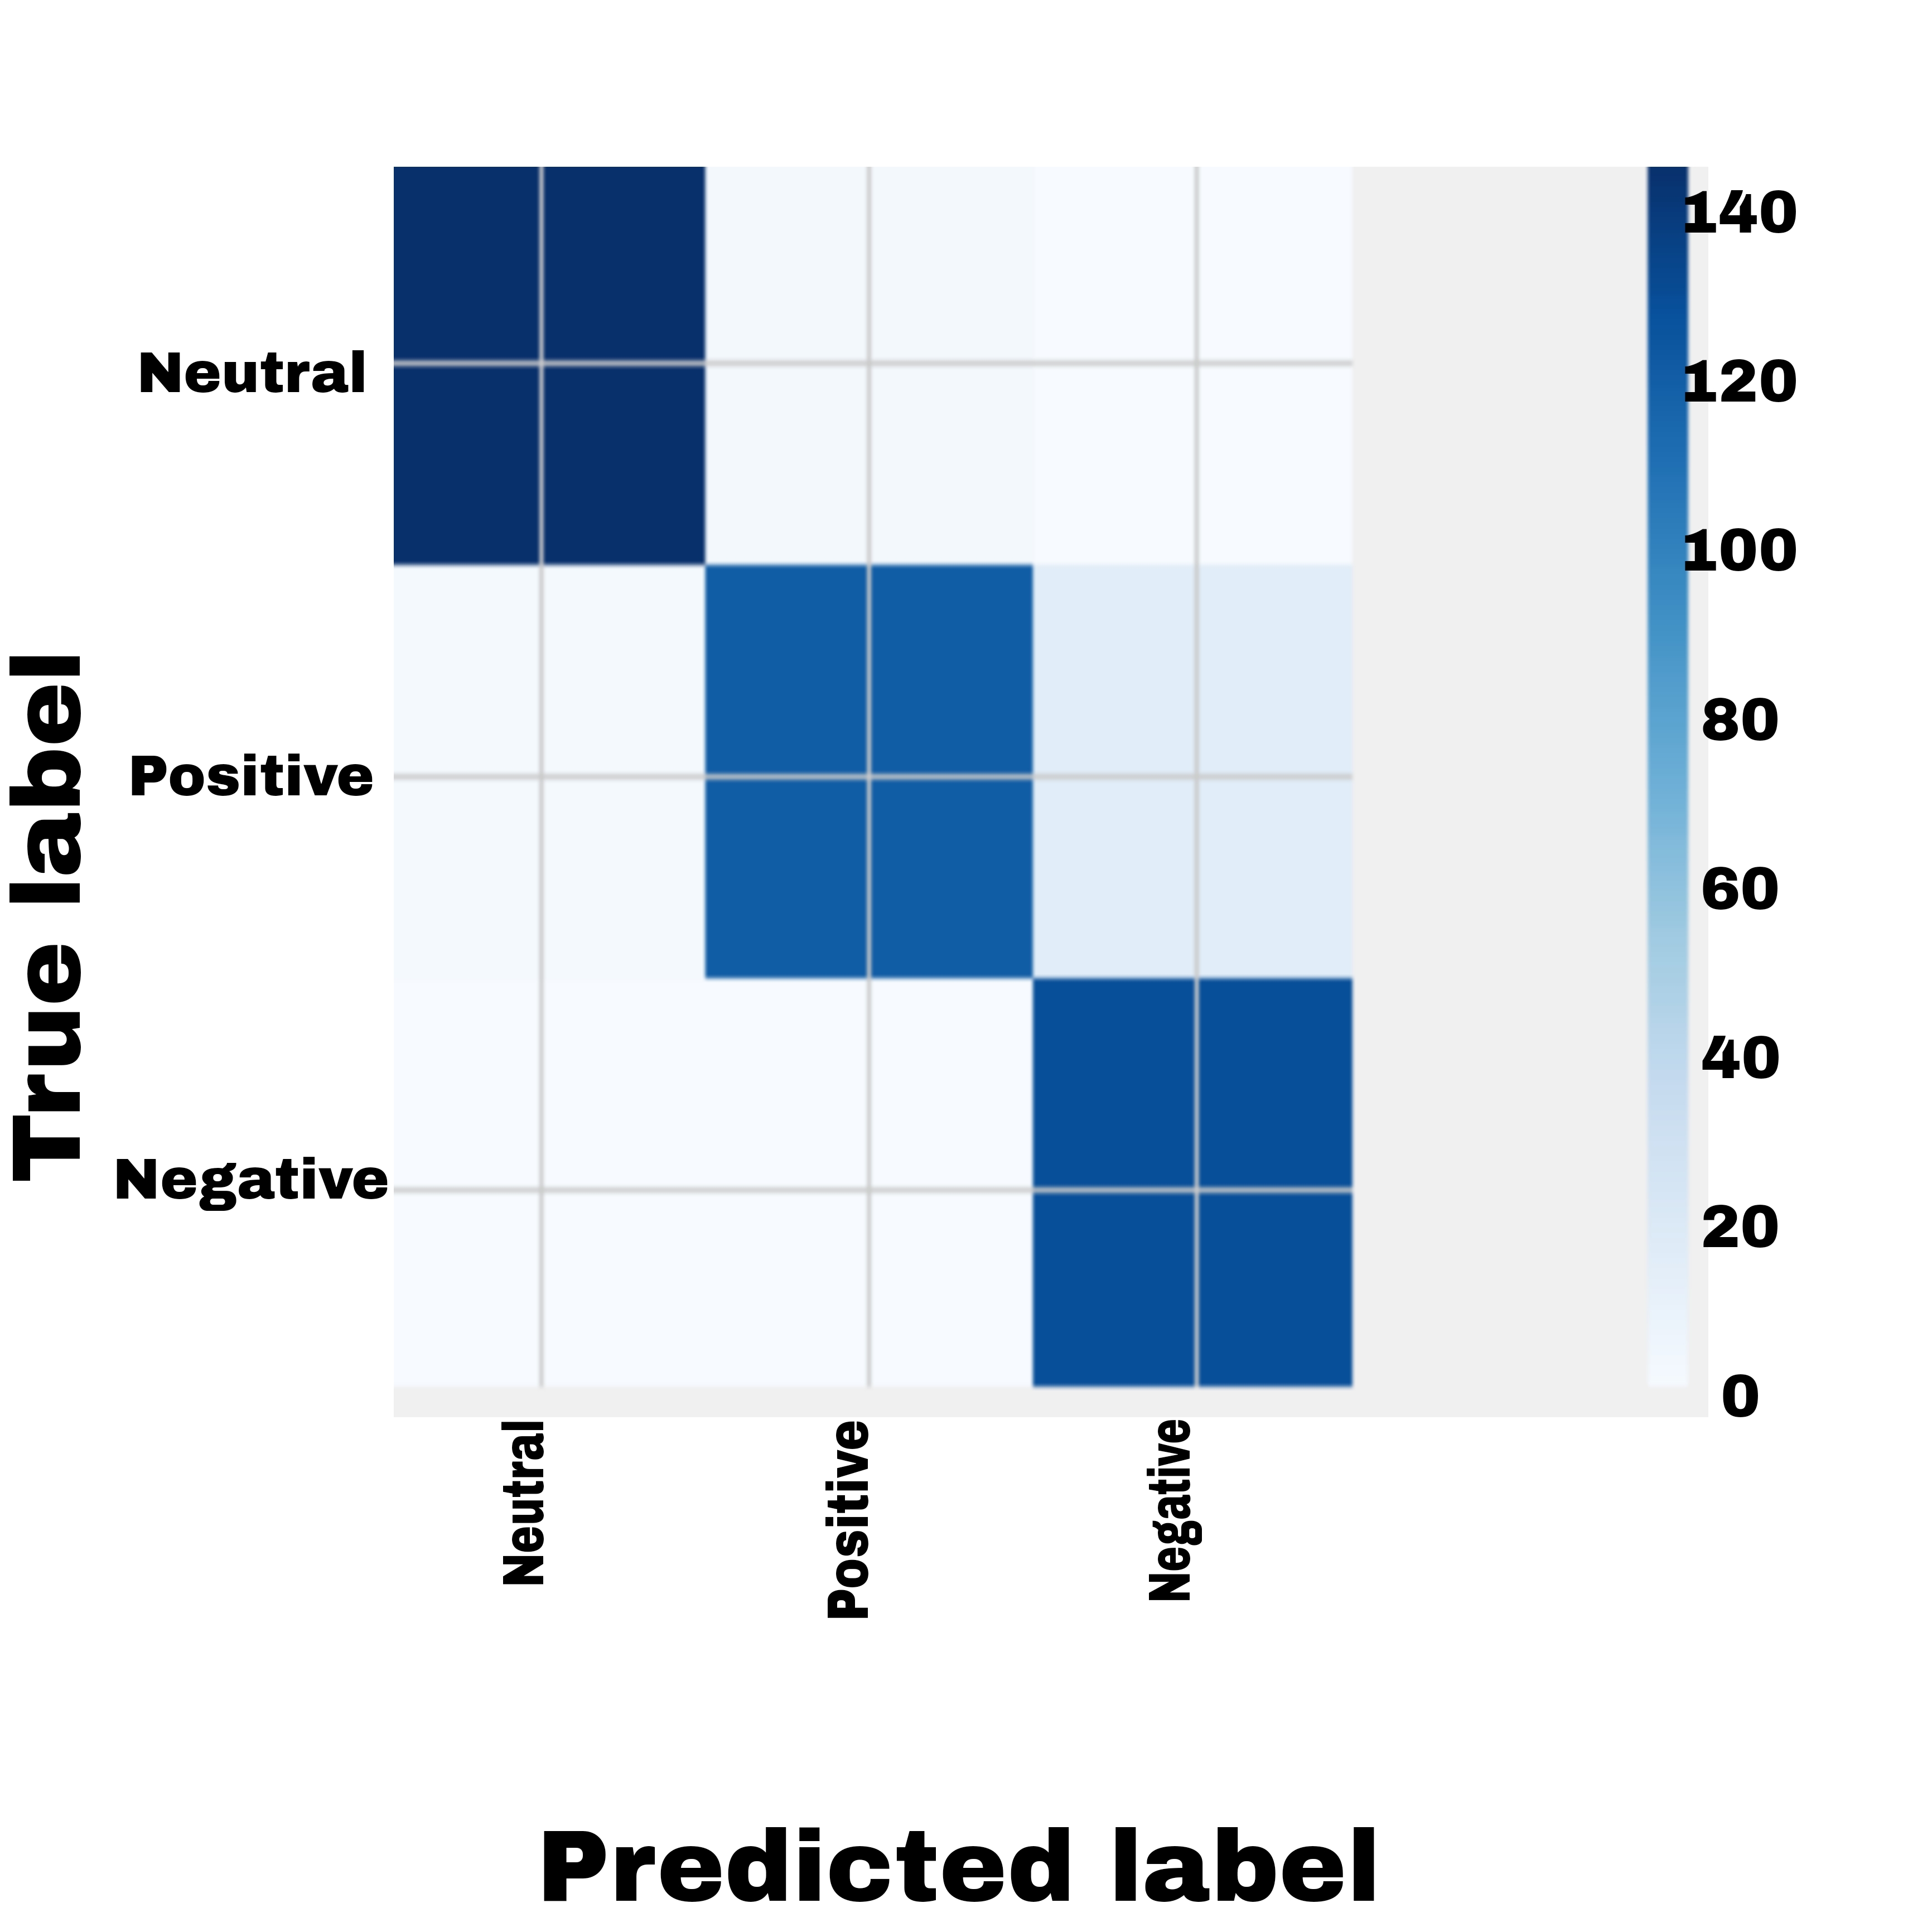 140
120
100
80
60
40
20
0
True label
Neutral
Positive
Negative
Neutral
Positive
Negative
Predicted label